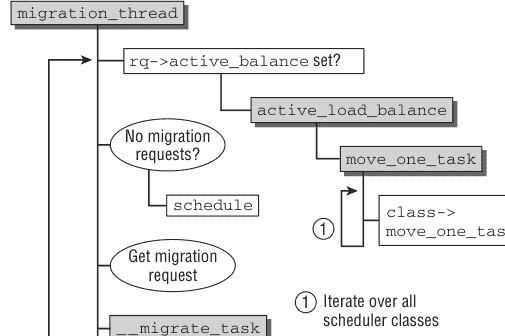 migration_thread
rq->active_balance set?
active_load_balance
No migration
requests?
move_one_task
schedule
class->
1
Get migration
request
1 Iterate over all
scheduler classes
__migrate_task